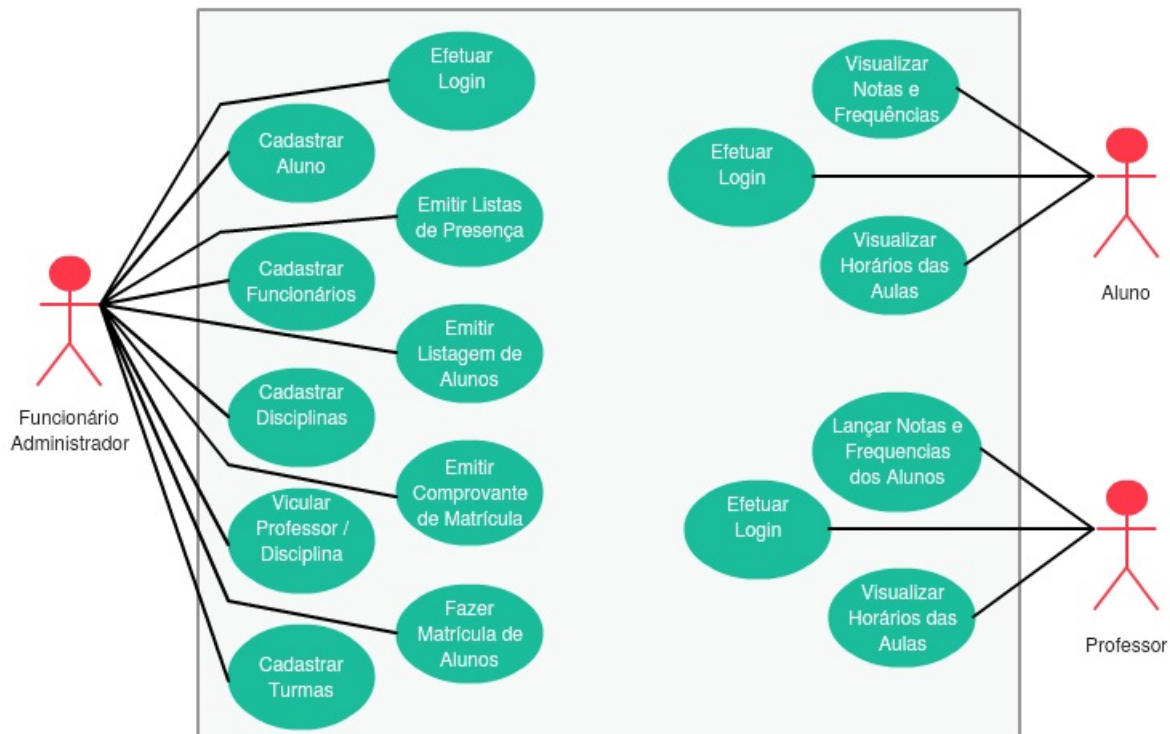 Efetuar
Login
Cadastrar
Aluno
Emitir Listas
de Presença
Cadastrar
Funcionários
Emitir
Listagem de
Alunos
Cadastrar
Disciplinas
Emitir
Comprovante
de Matrícula
Vicular
Professor /
Disciplina
Fazer
Matrícula de
Alunos
Cadastrar
Turmas
Funcionário
Administrador
Visualizar
Notas e
Frequências
Efetuar
Login
Visualizar
Horários das
Aulas
Aluno
Lançar Notas e
Frequencias
dos Alunos
Efetuar
Login
Visualizar
Horários das
Aulas
Professor